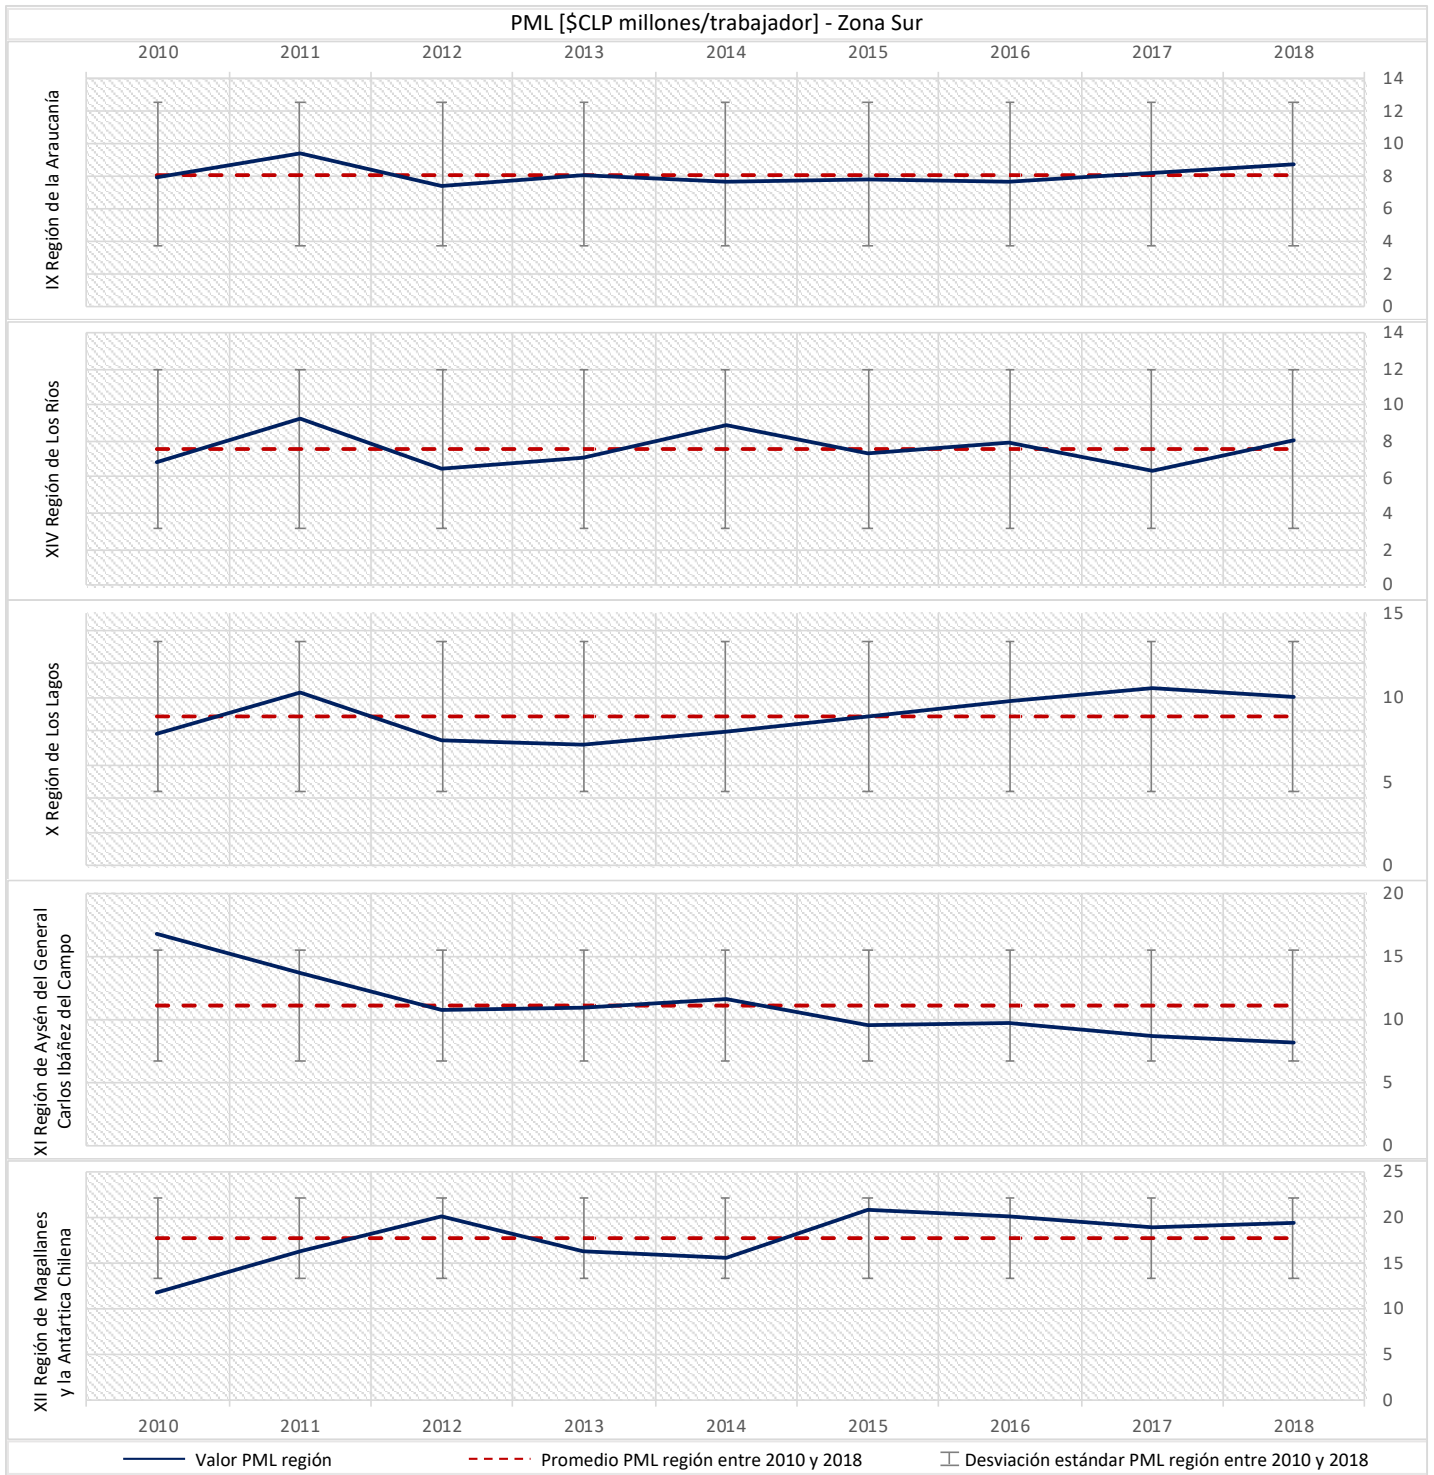 PML [$CLP millones/trabajador] - Zona Sur
2010 2011 2012 2013 2014 2015 2016 2017 2018
IX Región de la Araucanía
14
12
10
8
6
4
2
0
XIV Región de Los Ríos
14
12
10
8
6
4
2
0
X Región de Los Lagos
15
10
5
0
XI Región de Aysén del General
Carlos Ibáñez del Campo
20
15
10
5
0
XII Región de Magallanes
y la Antártica Chilena
25
20
15
10
5
0
2010 2011 2012 2013 2014 2015 2016 2017 2018
Valor PML región Promedio PML región entre 2010 y 2018 Desviación estándar PML región entre 2010 y 2018